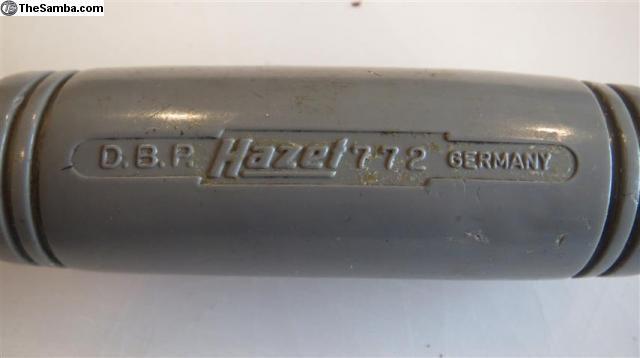 TheSamba.com
D.B.P. Hazet 772 GERMANY